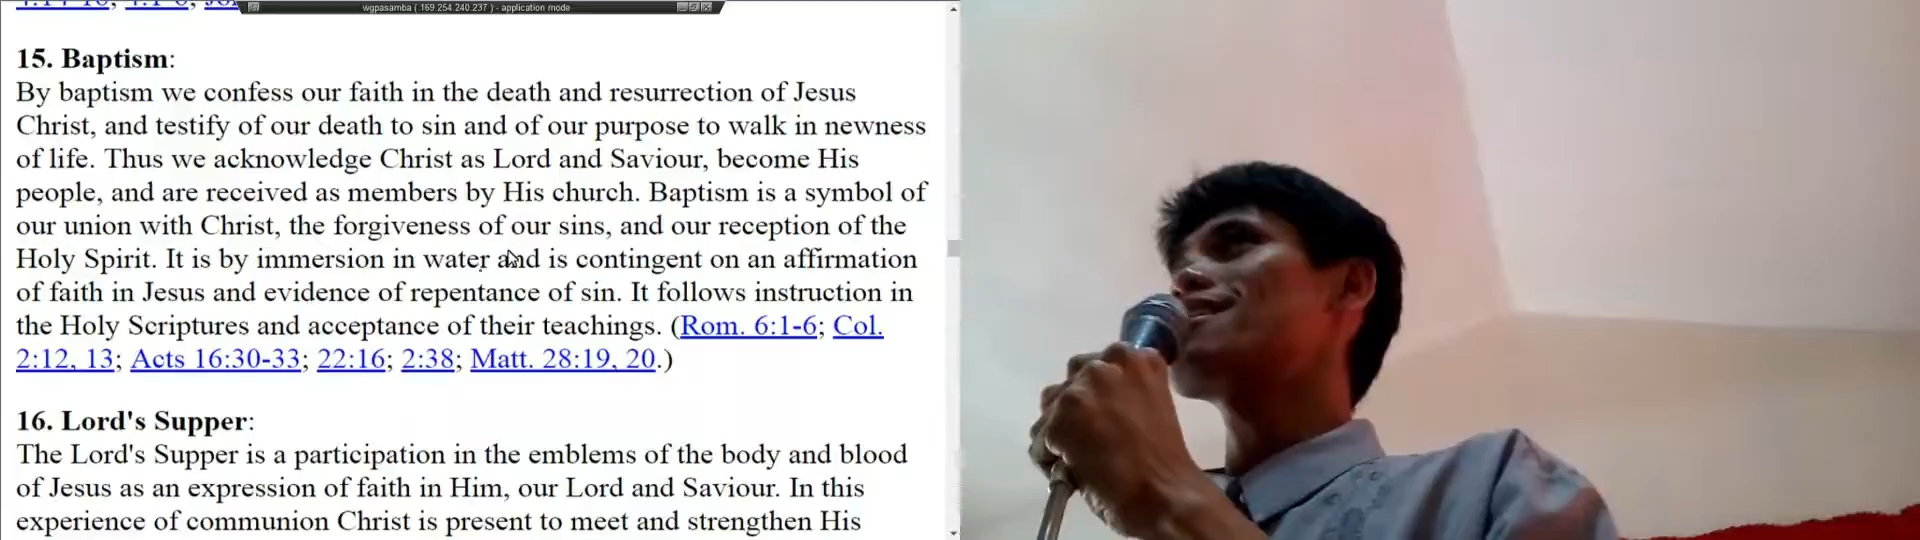 wgpasamba ( 169.254.240.237 ) - application mode
15. Baptism:
By baptism we confess our faith in the death and resurrection of Jesus
Christ, and testify of our death to sin and of our purpose to walk in newness
of life. Thus we acknowledge Christ as Lord and Saviour, become His
people, and are received as members by His church. Baptism is a symbol of
our union with Christ, the forgiveness of our sins, and our reception of the
Holy Spirit. It is by immersion in water and is contingent on an affirmation
of faith in Jesus and evidence of repentance of sin. It follows instruction in
the Holy Scriptures and acceptance of their teachings. (Rom. 6:1-6; Col.
2:12, 13; Acts 16:30-33; 22:16; 2:38; Matt. 28:19, 20.)
16. Lord's Supper:
The Lord's Supper is a participation in the emblems of the body and blood
of Jesus as an expression of faith in Him, our Lord and Saviour. In this
experience of communion Christ is present to meet and strengthen His